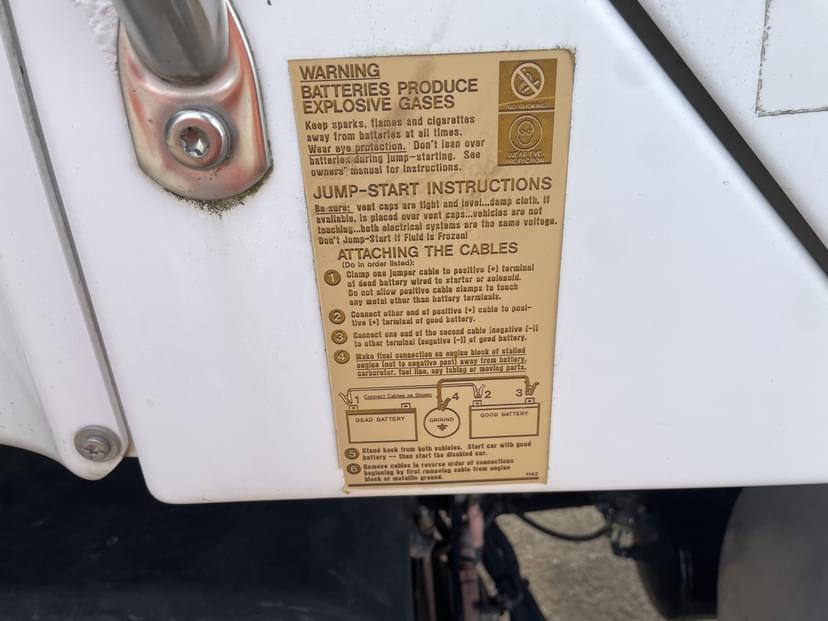 WARNING
BATTERIES PRODUCE
EXPLOSIVE GASES
Keep sparks, flames and cigarettes
away from batteries at all times.
Wear eye protection. Don't lean over
batteries during jump-starting. See
owners' manual for instructions.
NO SMOKING
WEAR EYE
PROTECTION
JUMP-START INSTRUCTIONS
Be sure: vent caps are tight and level...damp cloth, if
available, is placed over vent caps...vehicles are not
touching...both electrical systems are the same voltage.
Don't Jump-Start if Fluid is Frozen!
ATTACHING THE CABLES
(Do in order listed):
1 Clamp one jumper cable to positive (+) terminal
of dead battery wired to starter or solenoid.
Do not allow positive cable clamps to touch
any metal other than battery terminals.
2 Connect other end of positive (+) cable to posi-
tive (+) terminal of good battery.
3 Connect one end of the second cable (negative (-))
to other terminal (negative (-)) of good battery.
4 Make final connection on engine block of stalled
engine (not to negative post) away from battery,
carburetor, fuel line, any tubing or moving parts.
1 Connect Cables as Shown 4 2 3
DEAD BATTERY GROUND GOOD BATTERY
5 Stand back from both vehicles. Start car with good
battery -- then start the disabled car.
6 Remove cables in reverse order of connections
beginning by first removing cable from engine
block or metallic ground. 1142